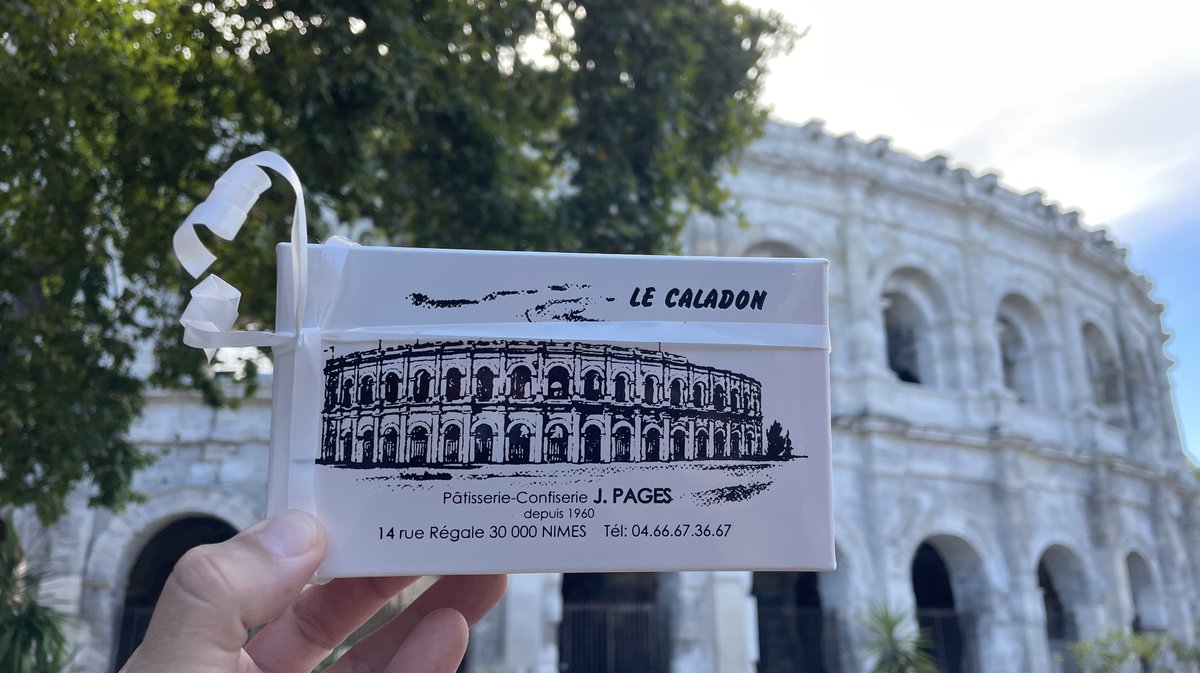 LE CALADON
Pâtisserie-Confiserie J. PAGES
depuis 1960
14 rue Régale 30 000 NIMES Tél: 04.66.67.36.67